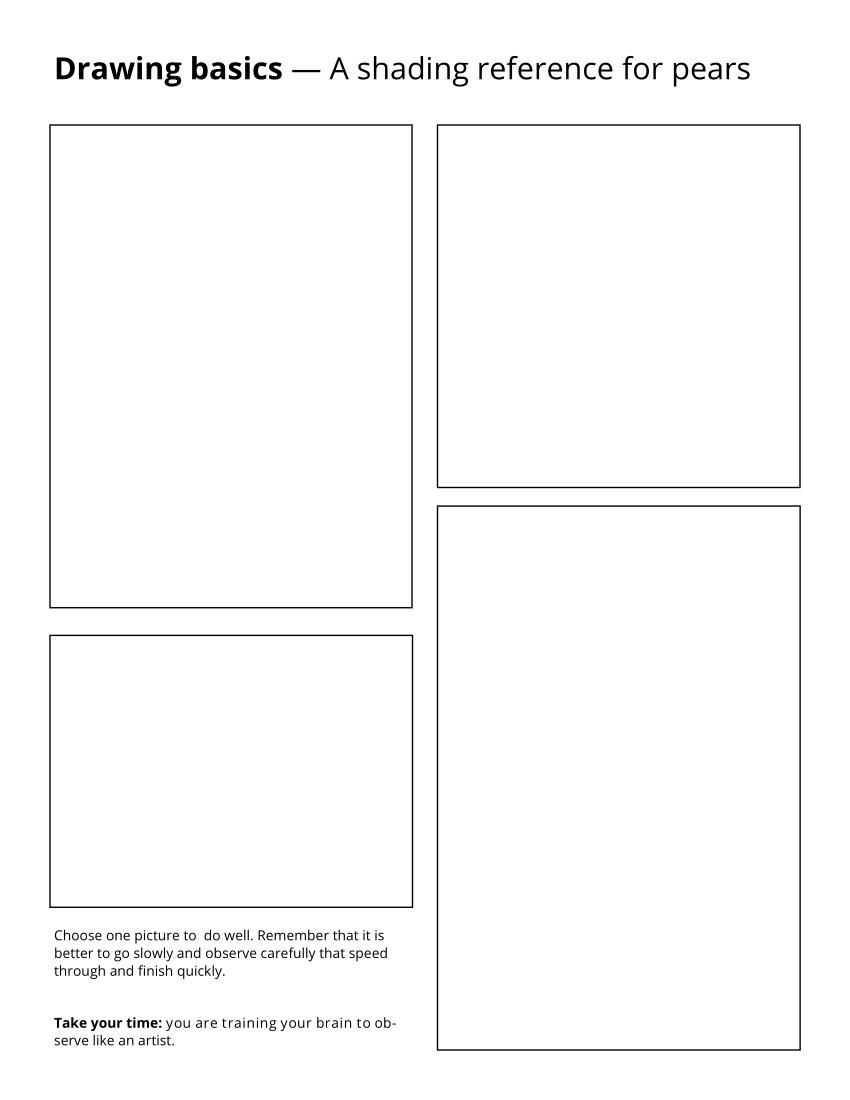 Drawing basics — A shading reference for pears
Choose one picture to  do well. Remember that it is
better to go slowly and observe carefully that speed
through and finish quickly.
Take your time: you are training your brain to ob-
serve like an artist.